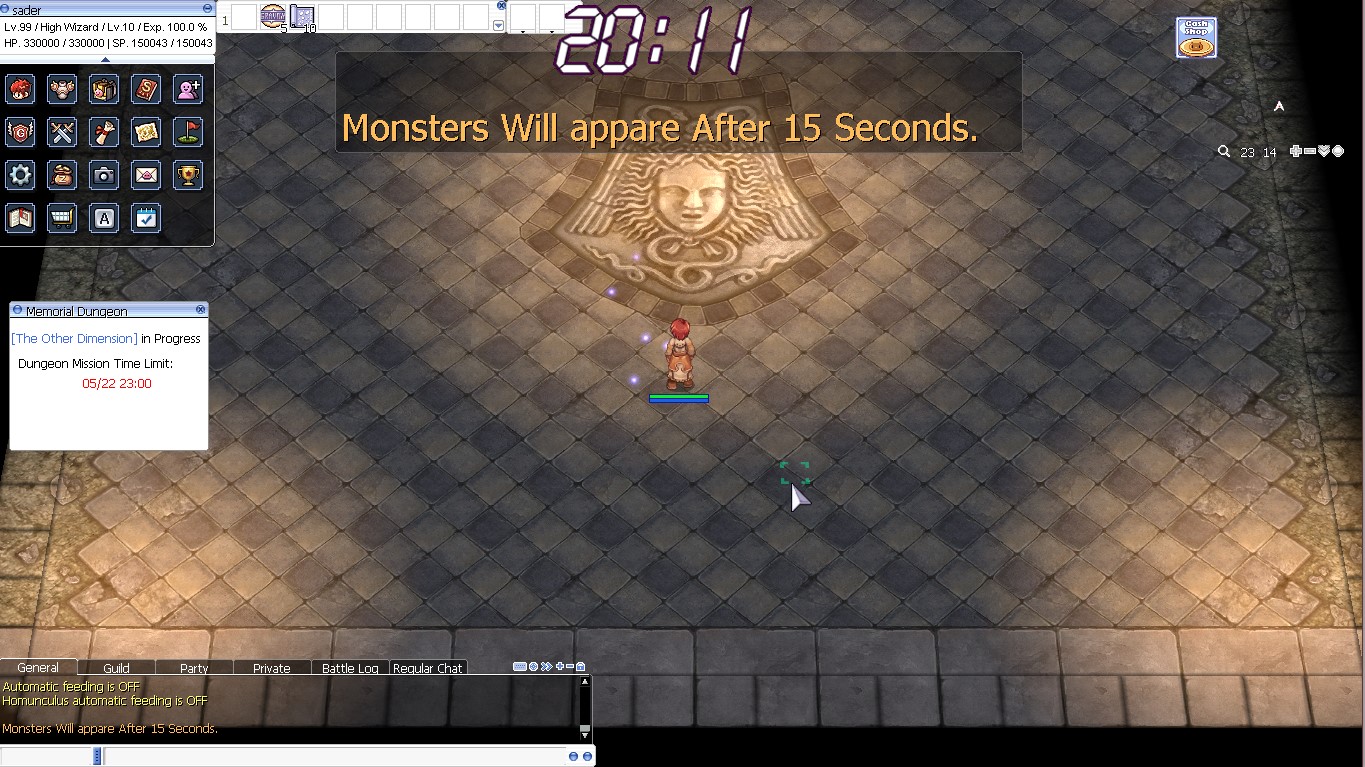 sader
Lv.99 / High Wizard / Lv.10 / Exp. 100.0 %
HP. 330000 / 330000 | SP. 150043 / 150043
1
5
10
20:11
Cash
Shop
Monsters Will appare After 15 Seconds.
A
23 14
S
G
A
Memorial Dungeon
[The Other Dimension] in Progress
Dungeon Mission Time Limit:
05/22 23:00
General Guild Party Private Battle Log Regular Chat
Automatic feeding is OFF
Homunculus automatic feeding is OFF
Monsters Will appare After 15 Seconds.